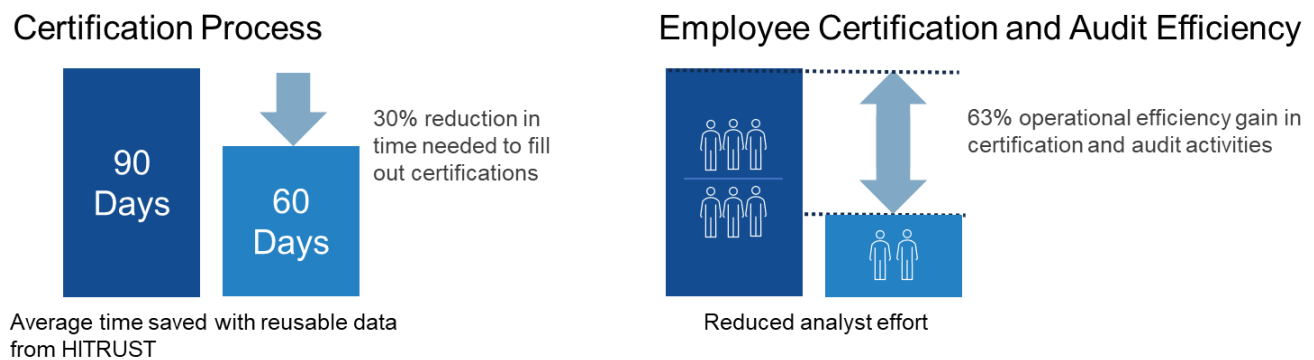 Certification Process
90
Days
60
Days
30% reduction in
time needed to fill
out certifications
Average time saved with reusable data
from HITRUST
Employee Certification and Audit Efficiency
63% operational efficiency gain in
certification and audit activities
Reduced analyst effort